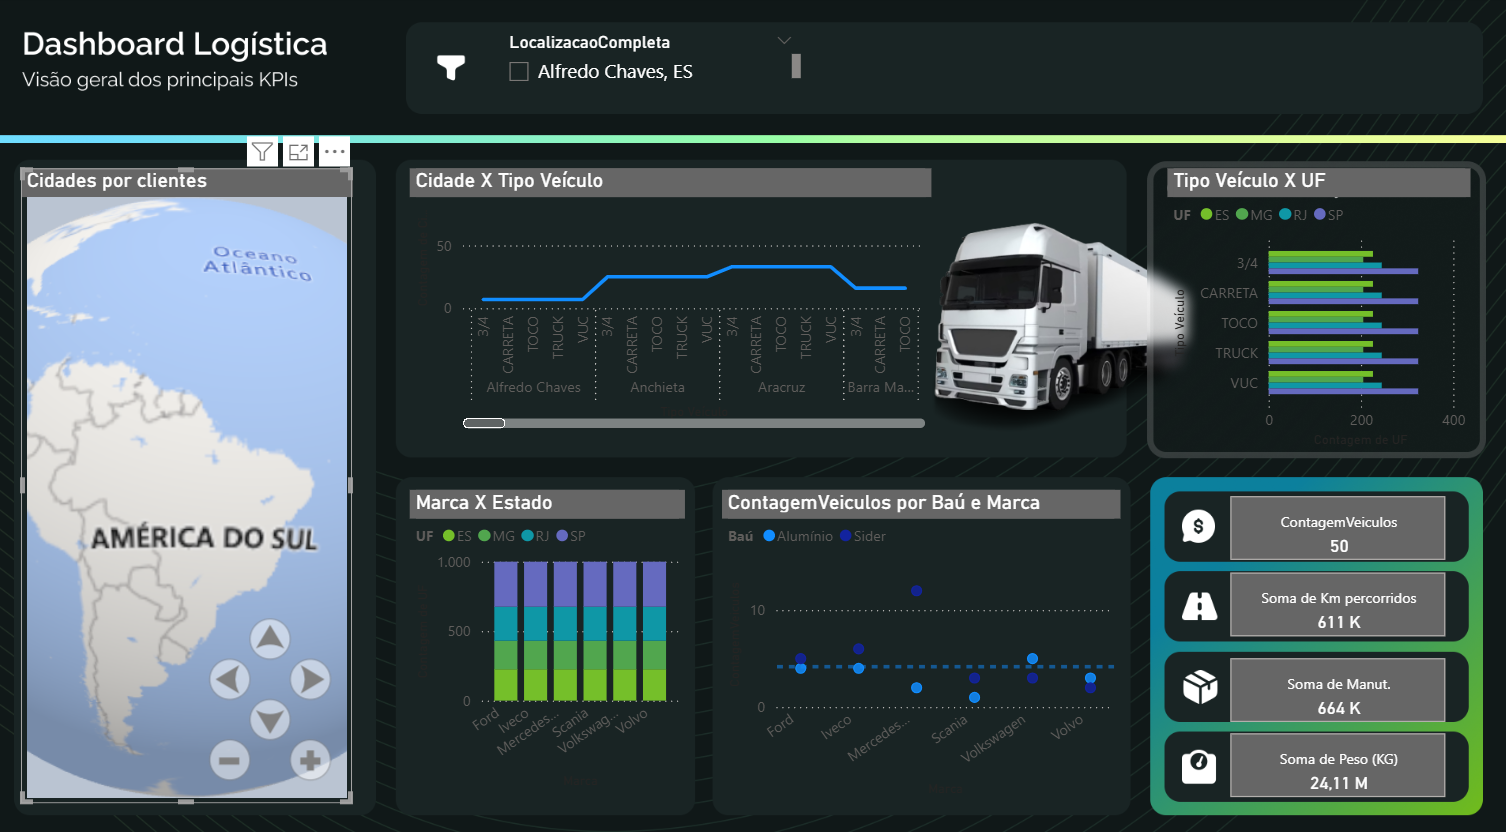 Dashboard Logística
Visão geral dos principais KPIs
LocalizacaoCompleta
Alfredo Chaves, ES
Cidades por clientes
Oceano
Atlântico
AMÉRICA DO SUL
Cidade X Tipo Veículo
50
0
3/4
CARRETA
TOCO
TRUCK
VUC
3/4
CARRETA
TOCO
TRUCK
VUC
3/4
CARRETA
TOCO
TRUCK
VUC
3/4
CARRETA
TOCO
Alfredo Chaves
Anchieta
Aracruz
Barra Ma...
Tipo Veículo X UF
UF ES MG RJ SP
Tipo Veículo
3/4
CARRETA
TOCO
TRUCK
VUC
0 200 400
Contagem de UF
Marca X Estado
UF ES MG RJ SP
1.000
500
0
Ford
Iveco
Mercedes...
Scania
Volkswag...
Volvo
ContagemVeiculos por Baú e Marca
Baú Alumínio Sider
10
0
Ford
Iveco
Mercedes...
Scania
Volkswagen
Volvo
ContagemVeiculos
50
Soma de Km percorridos
611 K
Soma de Manut.
664 K
Soma de Peso (KG)
24,11 M